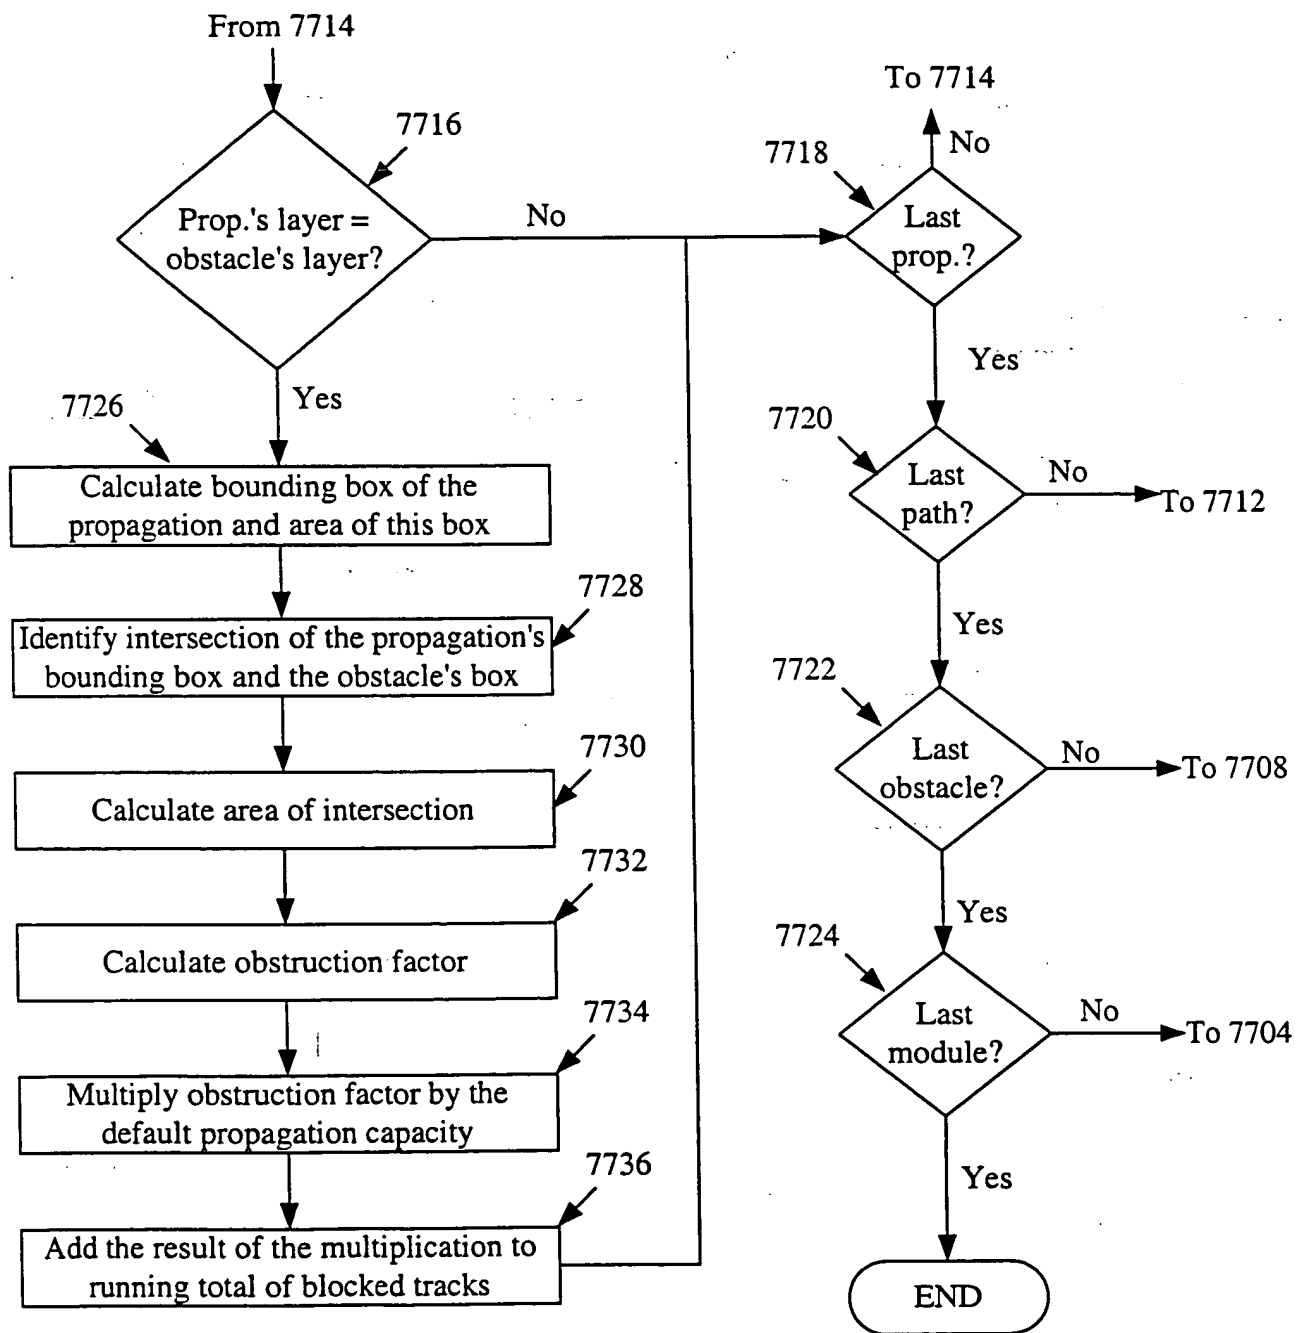 From 7714
7716
Prop.'s layer =
obstacle's layer?
No
Yes
7726
Calculate bounding box of the
propagation and area of this box
7728
Identify intersection of the propagation's
bounding box and the obstacle's box
7730
Calculate area of intersection
7732
Calculate obstruction factor
7734
Multiply obstruction factor by the
default propagation capacity
7736
Add the result of the multiplication to
running total of blocked tracks
To 7714
No
7718
Last
prop.?
Yes
7720
Last
path?
No
To 7712
Yes
7722
Last
obstacle?
No
To 7708
Yes
7724
Last
module?
No
To 7704
Yes
END